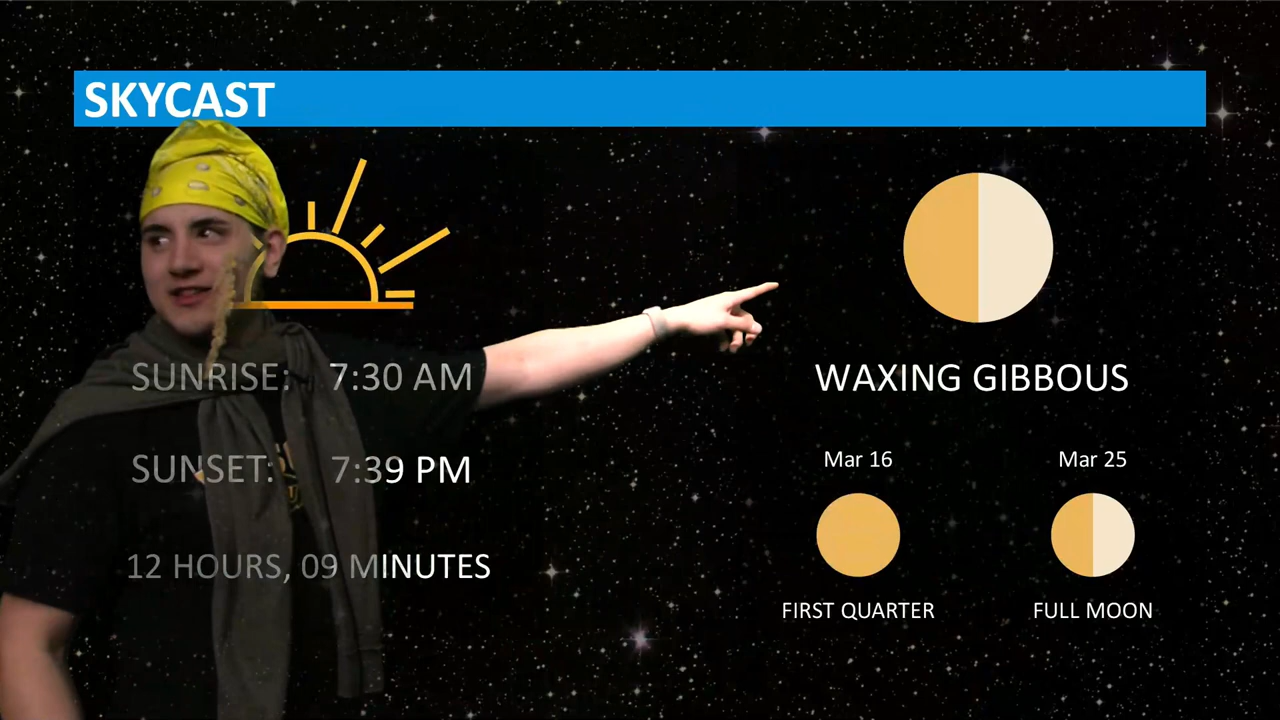 SKYCAST
SUNRISE: 7:30 AM
SUNSET: 7:39 PM
12 HOURS, 09 MINUTES
WAXING GIBBOUS
Mar 16
Mar 25
FIRST QUARTER
FULL MOON